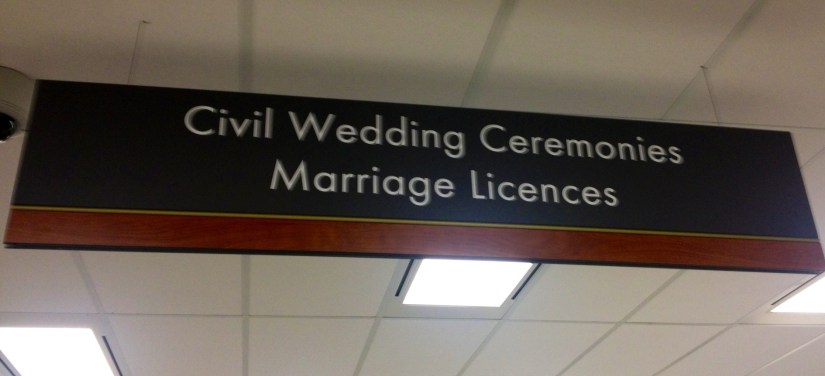 Civil Wedding Ceremonies
Marriage Licences